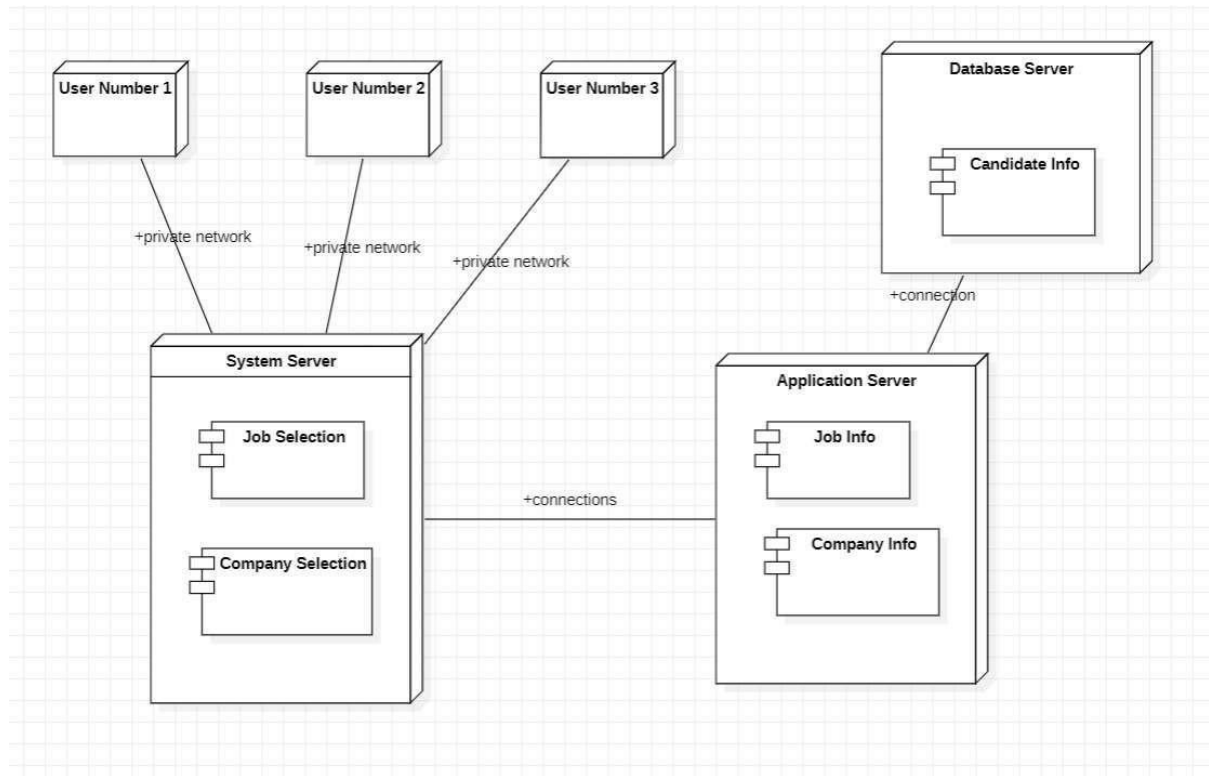 User Number 1
User Number 2
User Number 3
Database Server
Candidate Info
+private network
+private network
+private network
+connection
System Server
Application Server
Job Selection
Job Info
+connections
Company Selection
Company Info